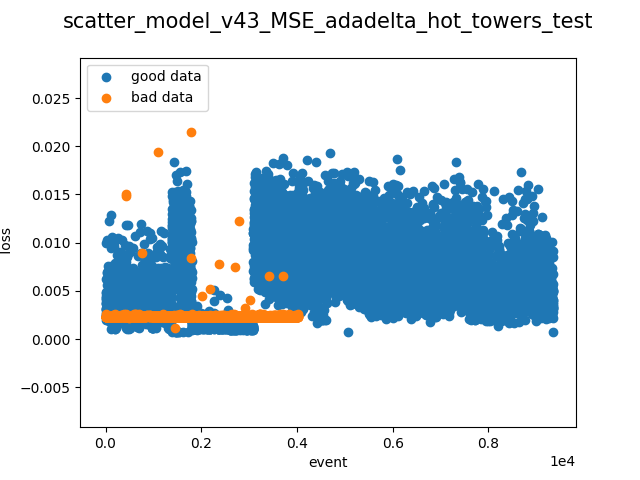 scatter_model_v43_MSE_adadelta_hot_towers_test
good data
bad data
0.025
0.020
0.015
0.010
0.005
0.000
−0.005
loss
0.0
0.2
0.4
0.6
0.8
1e4
event